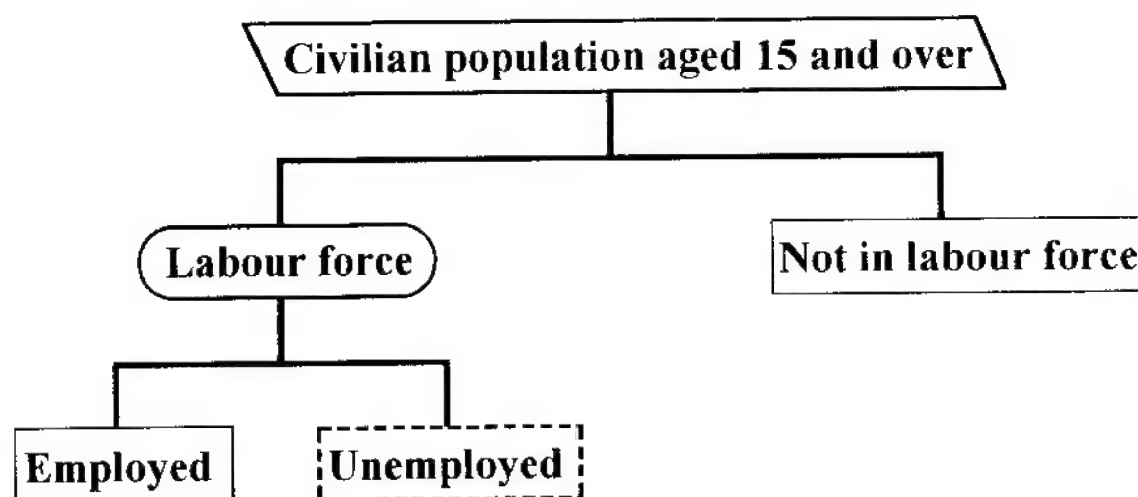 Civilian population aged 15 and over
Labour force
Not in labour force
Employed
Unemployed